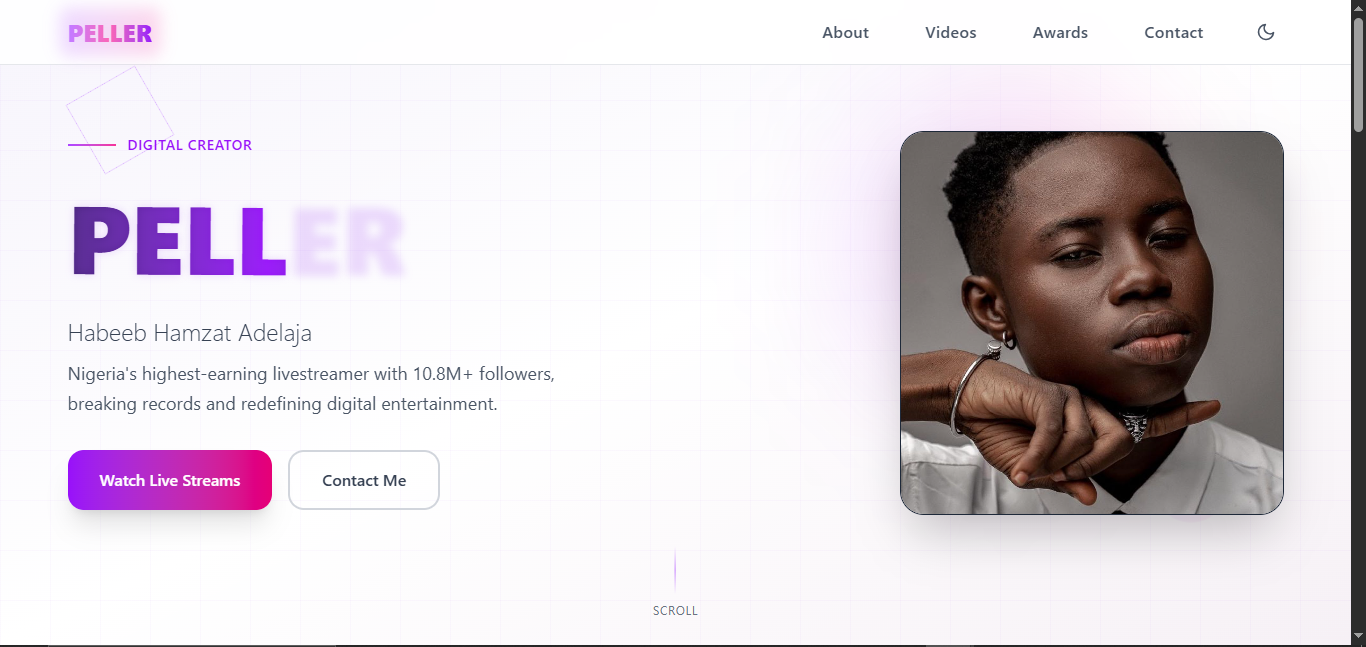 PELLER
About
Videos
Awards
Contact
DIGITAL CREATOR
PELLER
Habeeb Hamzat Adelaja
Nigeria's highest-earning livestreamer with 10.8M+ followers,
breaking records and redefining digital entertainment.
Watch Live Streams
Contact Me
SCROLL